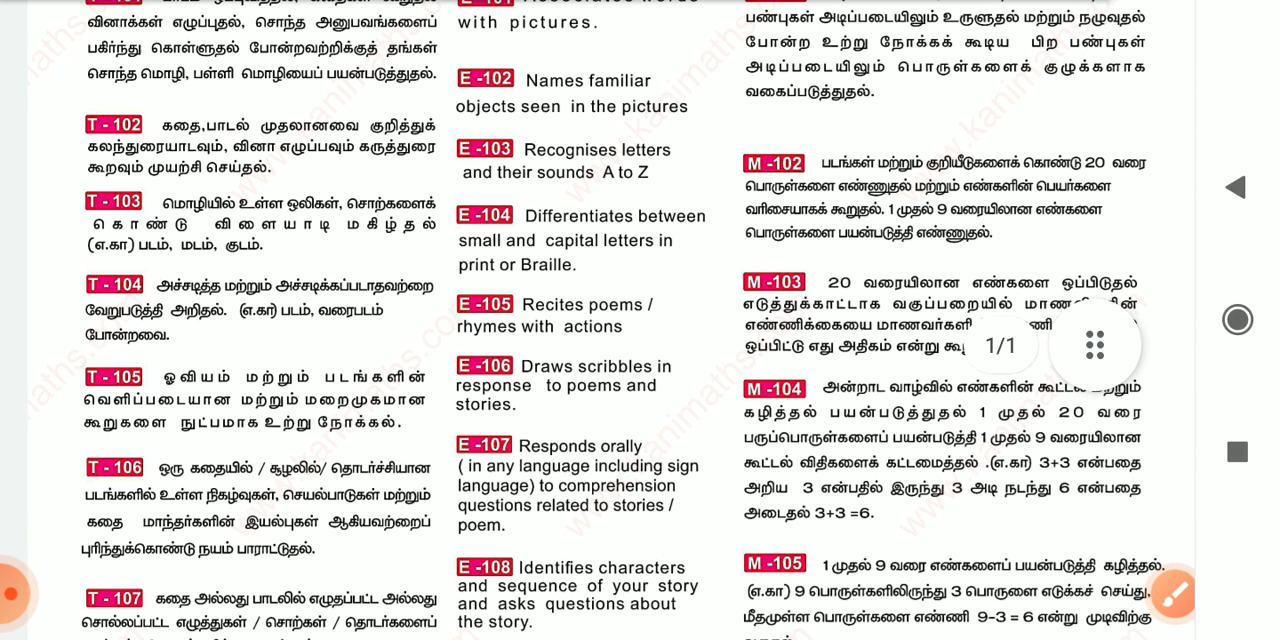 வினாக்கள் எழுப்புதல், சொந்த அனுபவங்களைப்
பகிர்ந்து கொள்ளுதல் போன்றவற்றிக்குத் தங்கள்
சொந்த மொழி, பள்ளி மொழியைப் பயன்படுத்துதல்.
T - 102 கதை,பாடல் முதலானவை குறித்துக்
கலந்துரையாடவும், வினா எழுப்பவும் கருத்துரை
கூறவும் முயற்சி செய்தல்.
T - 103 மொழியில் உள்ள ஒலிகள், சொற்களைக்
கொண்டு விளையாடி மகிழ்தல்
(எ.கா) படம், மடம், குடம்.
T - 104 அச்சடித்த மற்றும் அச்சடிக்கப்படாதவற்றை
வேறுபடுத்தி அறிதல். (எ.கா) படம், வரைபடம்
போன்றவை.
T - 105 ஓவியம் மற்றும் படங்களின்
வெளிப்படையான மற்றும் மறைமுகமான
கூறுகளை நுட்பமாக உற்று நோக்கல்.
T - 106 ஒரு கதையில் / சூழலில்/ தொடர்ச்சியான
படங்களில் உள்ள நிகழ்வுகள், செயல்பாடுகள் மற்றும்
கதை மாந்தர்களின் இயல்புகள் ஆகியவற்றைப்
புரிந்துக்கொண்டு நயம் பாராட்டுதல்.
T - 107 கதை அல்லது பாடலில் எழுதப்பட்ட அல்லது
சொல்லப்பட்ட எழுத்துகள் / சொற்கள் / தொடர்களைப்
with pictures.
E -102 Names familiar
objects seen in the pictures
E -103 Recognises letters
and their sounds A to Z
E -104 Differentiates between
small and capital letters in
print or Braille.
E -105 Recites poems /
rhymes with actions
E -106 Draws scribbles in
response to poems and
stories.
E -107 Responds orally
( in any language including sign
language) to comprehension
questions related to stories /
poem.
E -108 Identifies characters
and sequence of your story
and asks questions about
the story.
பண்புகள் அடிப்படையிலும் உருளுதல் மற்றும் நழுவுதல்
போன்ற உற்று நோக்கக் கூடிய பிற பண்புகள்
அடிப்படையிலும் பொருள்களைக் குழுக்களாக
வகைப்படுத்துதல்.
M -102 படங்கள் மற்றும் குறியீடுகளைக் கொண்டு 20 வரை
பொருள்களை எண்ணுதல் மற்றும் எண்களின் பெயர்களை
வரிசையாகக் கூறுதல். 1 முதல் 9 வரையிலான எண்களை
பொருள்களை பயன்படுத்தி எண்ணுதல்.
M -103 20 வரையிலான எண்களை ஒப்பிடுதல்
எடுத்துக்காட்டாக வகுப்பறையில்
எண்ணிக்கையை
ஒப்பிட்டு எது அதிகம் என்று
1/1
M -104 அன்றாட வாழ்வில் எண்களின் கூட்டல் மற்றும்
கழித்தல் பயன்படுத்துதல் 1 முதல் 20 வரை
பருப்பொருள்களைப் பயன்படுத்தி 1 முதல் 9 வரையிலான
கூட்டல் விதிகளைக் கட்டமைத்தல் .(எ.கா) 3+3 என்பதை
அறிய 3 என்பதில் இருந்து 3 அடி நடந்து 6 என்பதை
அடைதல் 3+3 =6.
M -105 1 முதல் 9 வரை எண்களைப் பயன்படுத்தி கழித்தல்.
(எ.கா) 9 பொருள்களிலிருந்து 3 பொருளை எடுக்கச் செய்து,
மீதமுள்ள பொருள்களை எண்ணி 9-3 = 6 என்று முடிவிற்கு